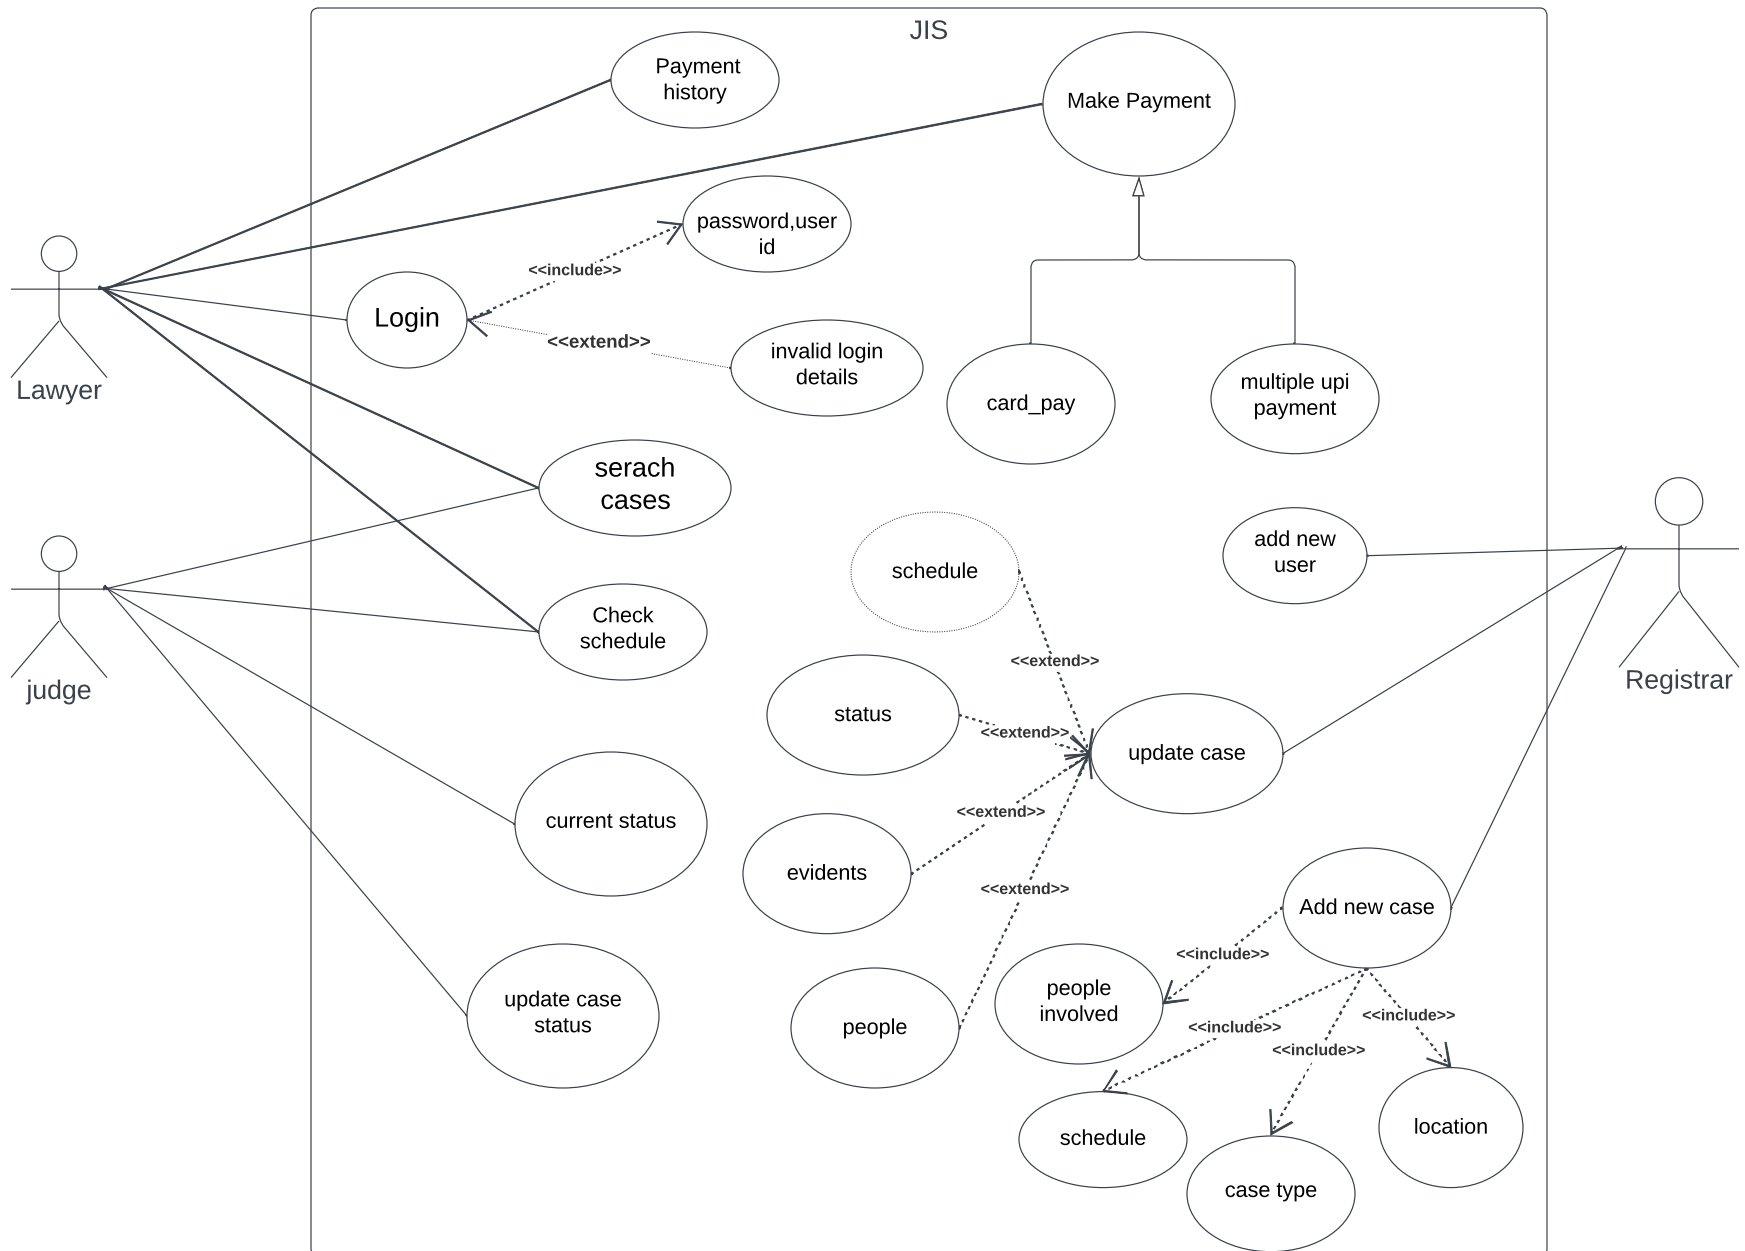 JIS
Payment
history
Make Payment
password,user
id
<<include>>
Login
<<extend>>
invalid login
details
Lawyer
card_pay
multiple upi
payment
serach
cases
schedule
add new
user
Check
schedule
judge
Registrar
<<extend>>
status
<<extend>>
update case
current status
<<extend>>
evidents
<<extend>>
Add new case
<<include>>
update case
status
people
people
involved
<<include>>
<<include>>
<<include>>
schedule
location
case type